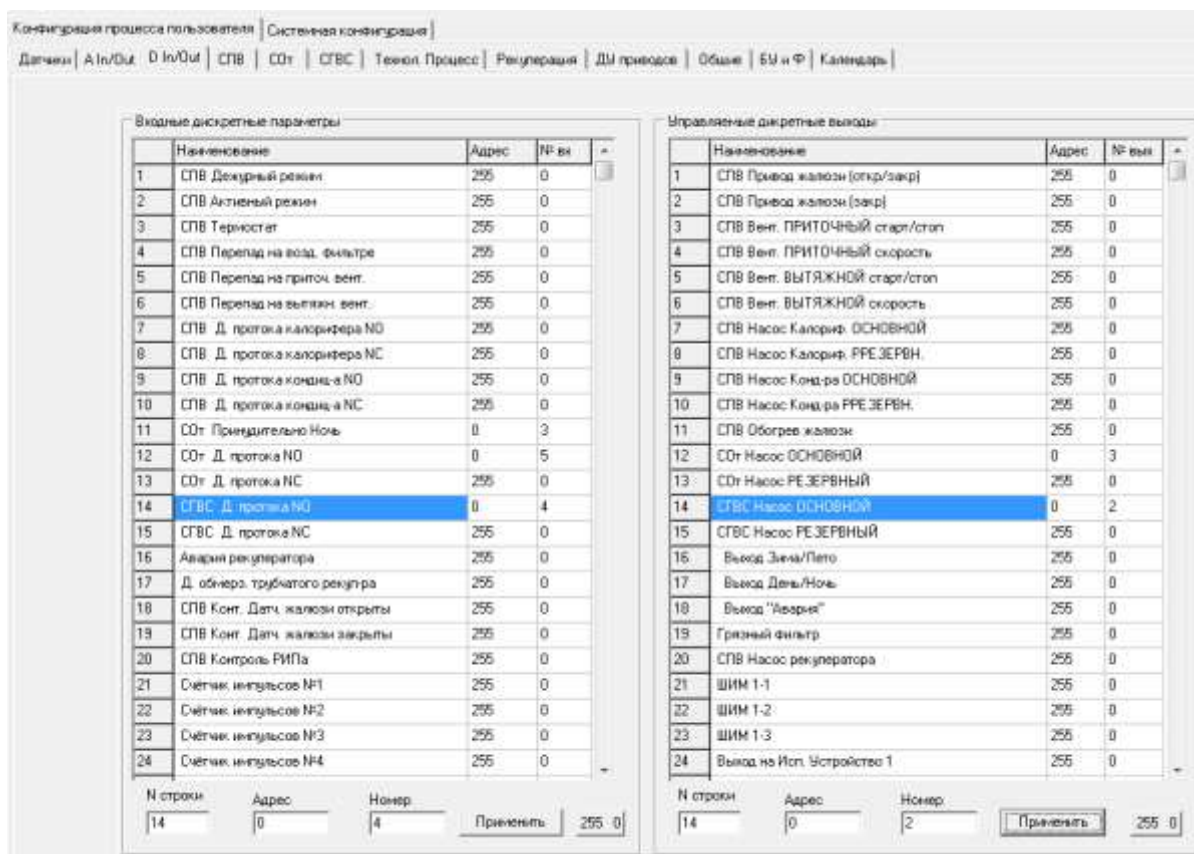 Конфигурация процесса пользователя Системная конфигурация
Датчики A In/Out D In/Out СПВ СОт СГВС Технол. Процесс Рекуперация ДУ приводов Общие БУ и Ф Календарь
Входные дискретные параметры
Наименование Адрес № вх
1 СПВ Дежурный режим 255 0
2 СПВ Активный режим 255 0
3 СПВ Термостат 255 0
4 СПВ Перепад на возд. фильтре 255 0
5 СПВ Перепад на приточ. вент. 255 0
6 СПВ Перепад на вытяжн. вент. 255 0
7 СПВ Д. протока калорифера NO 255 0
8 СПВ Д. протока калорифера NC 255 0
9 СПВ Д. протока кондиц-а NO 255 0
10 СПВ Д. протока кондиц-а NC 255 0
11 СОт Принудительно Ночь 0 3
12 СОт Д. протока NO 0 5
13 СОт Д. протока NC 255 0
14 СГВС Д. протока NO 0 4
15 СГВС Д. протока NC 255 0
16 Авария рекуператора 255 0
17 Д. обмерз. трубчатого рекуп-ра 255 0
18 СПВ Конт. Датч. жалюзи открыты 255 0
19 СПВ Конт. Датч. жалюзи закрыты 255 0
20 СПВ Контроль РИПа 255 0
21 Счётчик импульсов №1 255 0
22 Счётчик импульсов №2 255 0
23 Счётчик импульсов №3 255 0
24 Счётчик импульсов №4 255 0
N строки Адрес Номер
14 0 4 Применить 255 0
Управляемые дикретные выходы
Наименование Адрес № вых
1 СПВ Привод жалюзи (откр/закр) 255 0
2 СПВ Привод жалюзи (закр) 255 0
3 СПВ Вент. ПРИТОЧНЫЙ старт/стоп 255 0
4 СПВ Вент. ПРИТОЧНЫЙ скорость 255 0
5 СПВ Вент. ВЫТЯЖНОЙ старт/стоп 255 0
6 СПВ Вент. ВЫТЯЖНОЙ скорость 255 0
7 СПВ Насос Калориф. ОСНОВНОЙ 255 0
8 СПВ Насос Калориф. РРЕЗЕРВН. 255 0
9 СПВ Насос Конд-ра ОСНОВНОЙ 255 0
10 СПВ Насос Конд-ра РРЕЗЕРВН. 255 0
11 СПВ Обогрев жалюзи 255 0
12 СОт Насос ОСНОВНОЙ 0 3
13 СОт Насос РЕЗЕРВНЫЙ 255 0
14 СГВС Насос ОСНОВНОЙ 0 2
15 СГВС Насос РЕЗЕРВНЫЙ 255 0
16 Выход Зима/Лето 255 0
17 Выход День/Ночь 255 0
18 Выход "Авария" 255 0
19 Грязный фильтр 255 0
20 СПВ Насос рекуператора 255 0
21 ШИМ 1-1 255 0
22 ШИМ 1-2 255 0
23 ШИМ 1-3 255 0
24 Выход на Исп. Устройство 1 255 0
N строки Адрес Номер
14 0 2 Применить 255 0